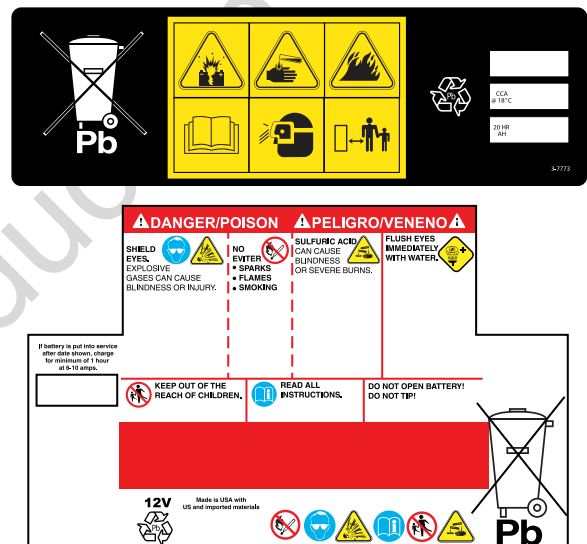 Pb
Pb
CCA
@ 18°C
20 HR
AH
3-7773
DANGER/POISON
PELIGRO/VENENO
SHIELD
EYES.
EXPLOSIVE
GASES CAN CAUSE
BLINDNESS OR INJURY.
NO
EVITER
• SPARKS
• FLAMES
• SMOKING
SULFURIC ACID
CAN CAUSE
BLINDNESS
OR SEVERE BURNS.
FLUSH EYES
IMMEDIATELY
WITH WATER.
If battery is put into service
after date shown, charge
for minimum of 1 hour
at 6-10 amps.
KEEP OUT OF THE
REACH OF CHILDREN.
READ ALL
INSTRUCTIONS.
DO NOT OPEN BATTERY!
DO NOT TIP!
12V
Pb
Made is USA with
US and imported materials
Pb